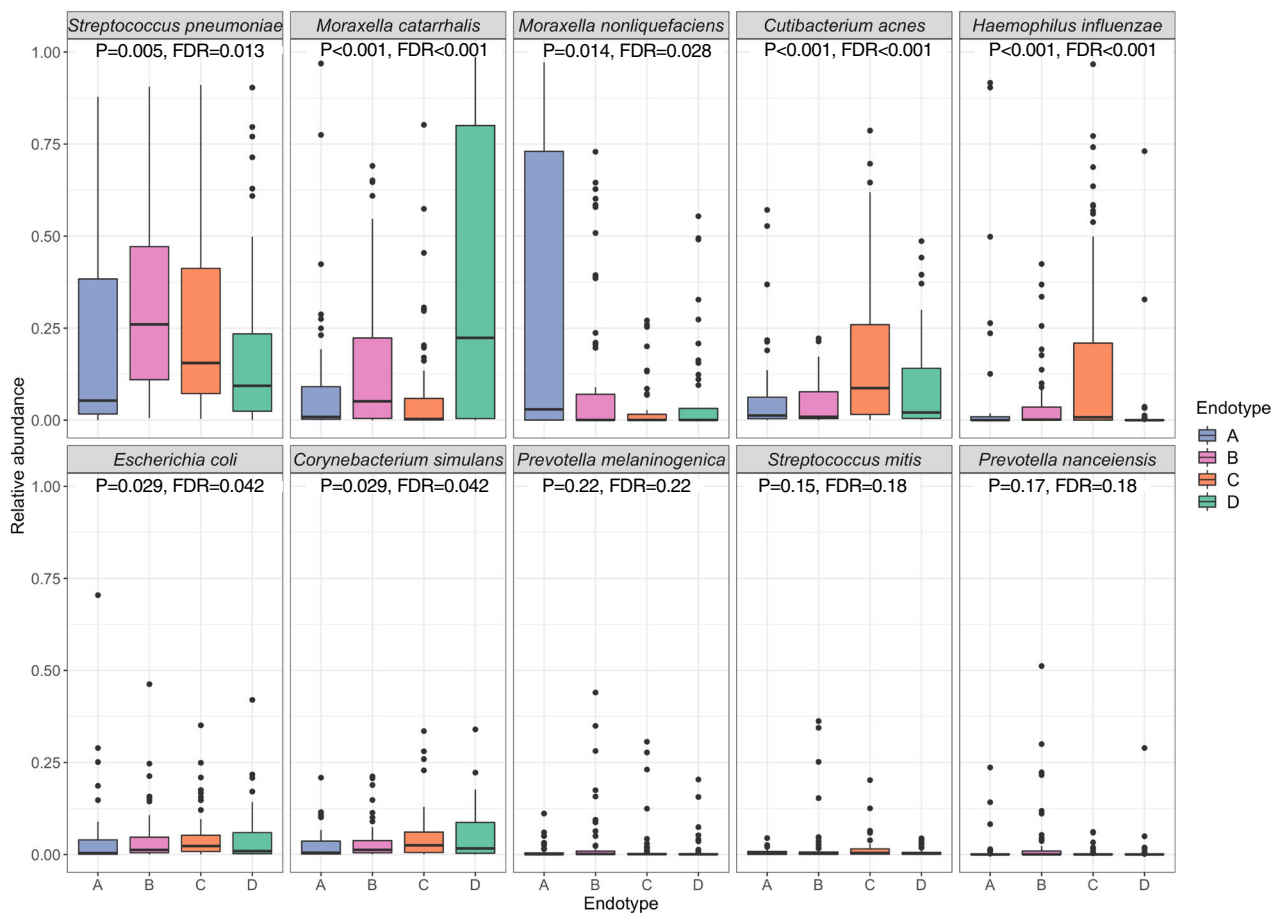 Streptococcus pneumoniae
Moraxella catarrhalis
Moraxella nonliquefaciens
Cutibacterium acnes
Haemophilus influenzae
P=0.005, FDR=0.013
P<0.001, FDR<0.001
P=0.014, FDR=0.028
P<0.001, FDR<0.001
P<0.001, FDR<0.001
1.00
0.75
0.50
0.25
0.00
Relative abundance
Escherichia coli
Corynebacterium simulans
Prevotella melaninogenica
Streptococcus mitis
Prevotella nanceiensis
P=0.029, FDR=0.042
P=0.029, FDR=0.042
P=0.22, FDR=0.22
P=0.15, FDR=0.18
P=0.17, FDR=0.18
1.00
0.75
0.50
0.25
0.00
A B C D
A B C D
A B C D
A B C D
A B C D
Endotype
Endotype
A
B
C
D